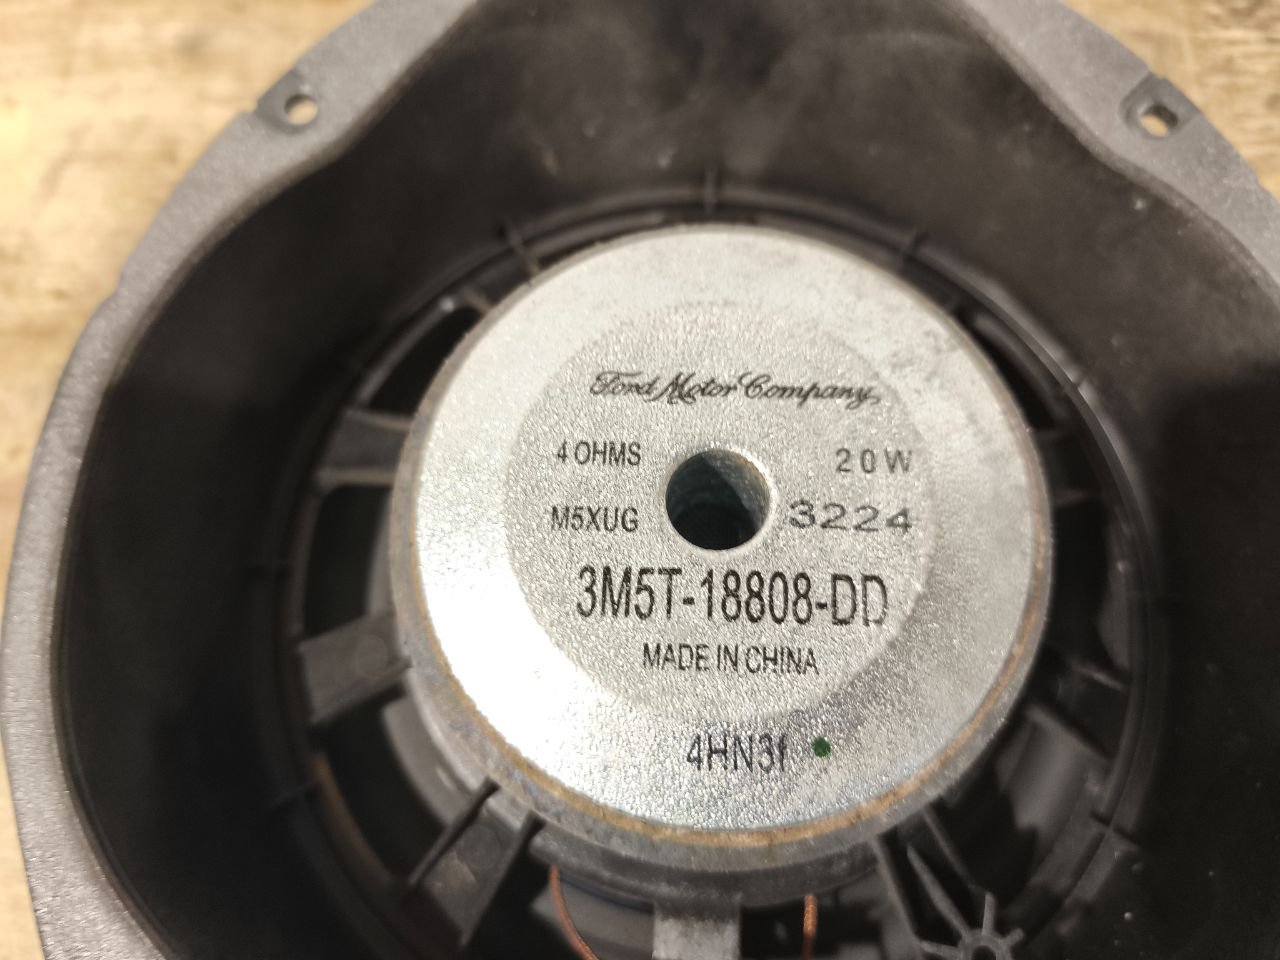 Ford Motor Company
4 OHMS 20W
M5XUG 3224
3M5T-18808-DD
MADE IN CHINA
4HN3f